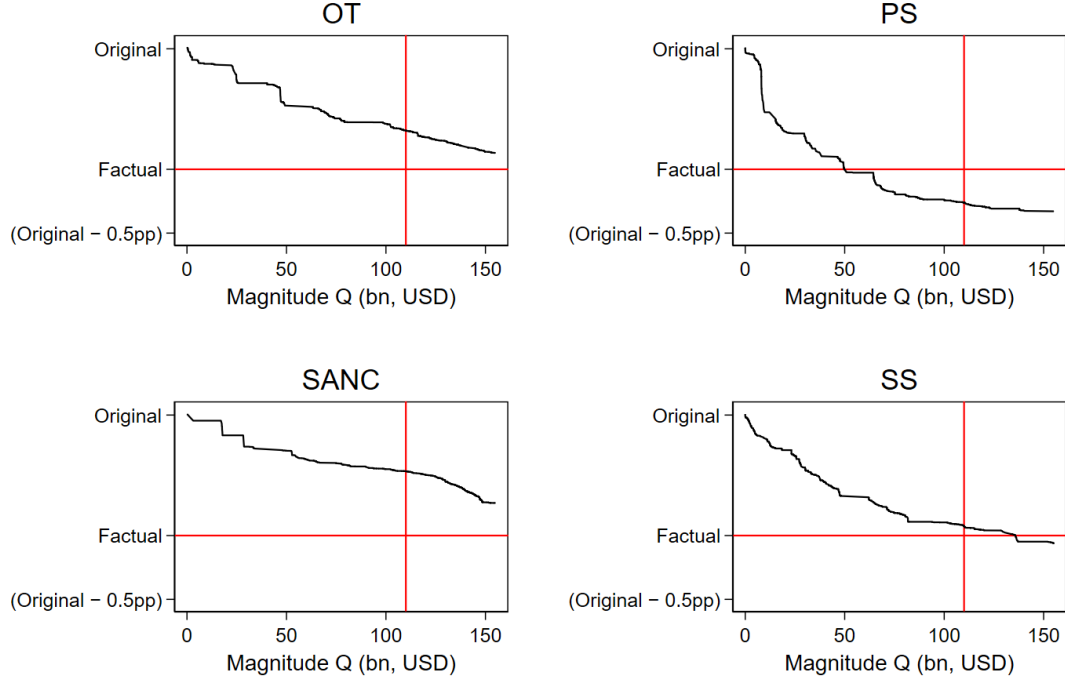 OT
Original
Factual
(Original − 0.5pp)
0 50 100 150
Magnitude Q (bn, USD)
PS
Original
Factual
(Original − 0.5pp)
0 50 100 150
Magnitude Q (bn, USD)
SANC
Original
Factual
(Original − 0.5pp)
0 50 100 150
Magnitude Q (bn, USD)
SS
Original
Factual
(Original − 0.5pp)
0 50 100 150
Magnitude Q (bn, USD)